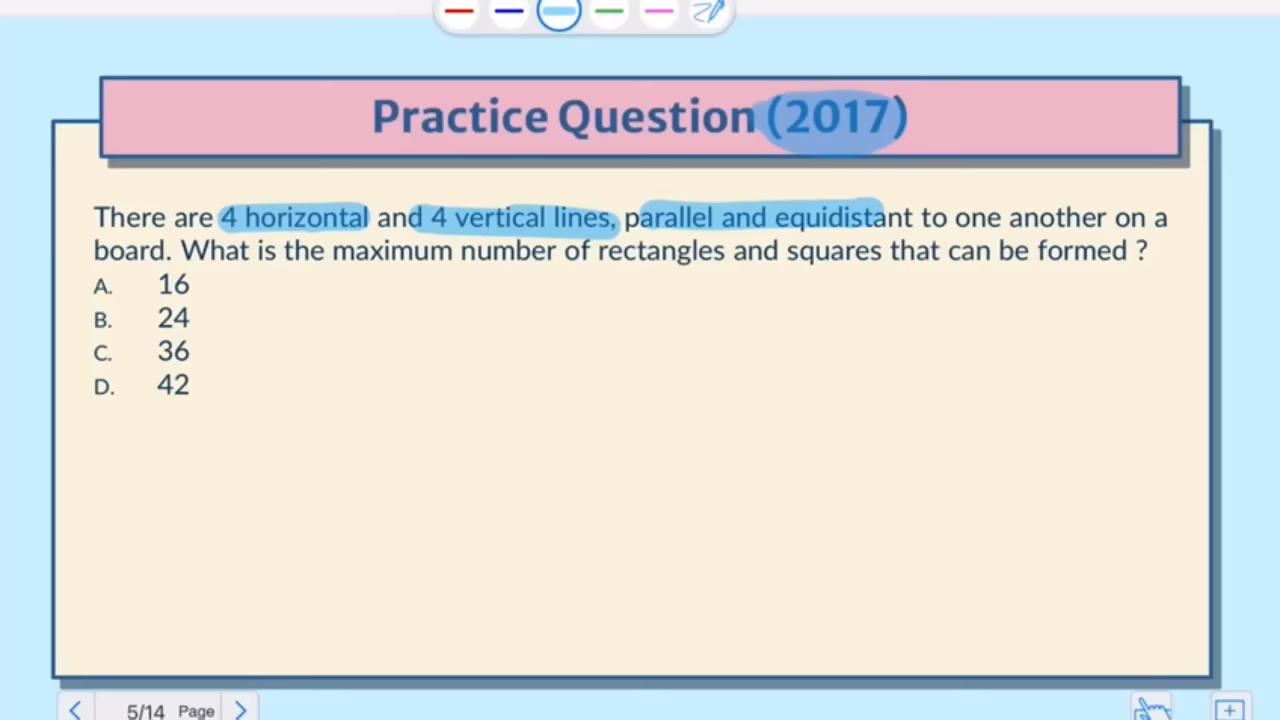 Practice Question (2017)
There are 4 horizontal and 4 vertical lines, parallel and equidistant to one another on a
board. What is the maximum number of rectangles and squares that can be formed ?
A. 16
B. 24
C. 36
D. 42
5/14 Page